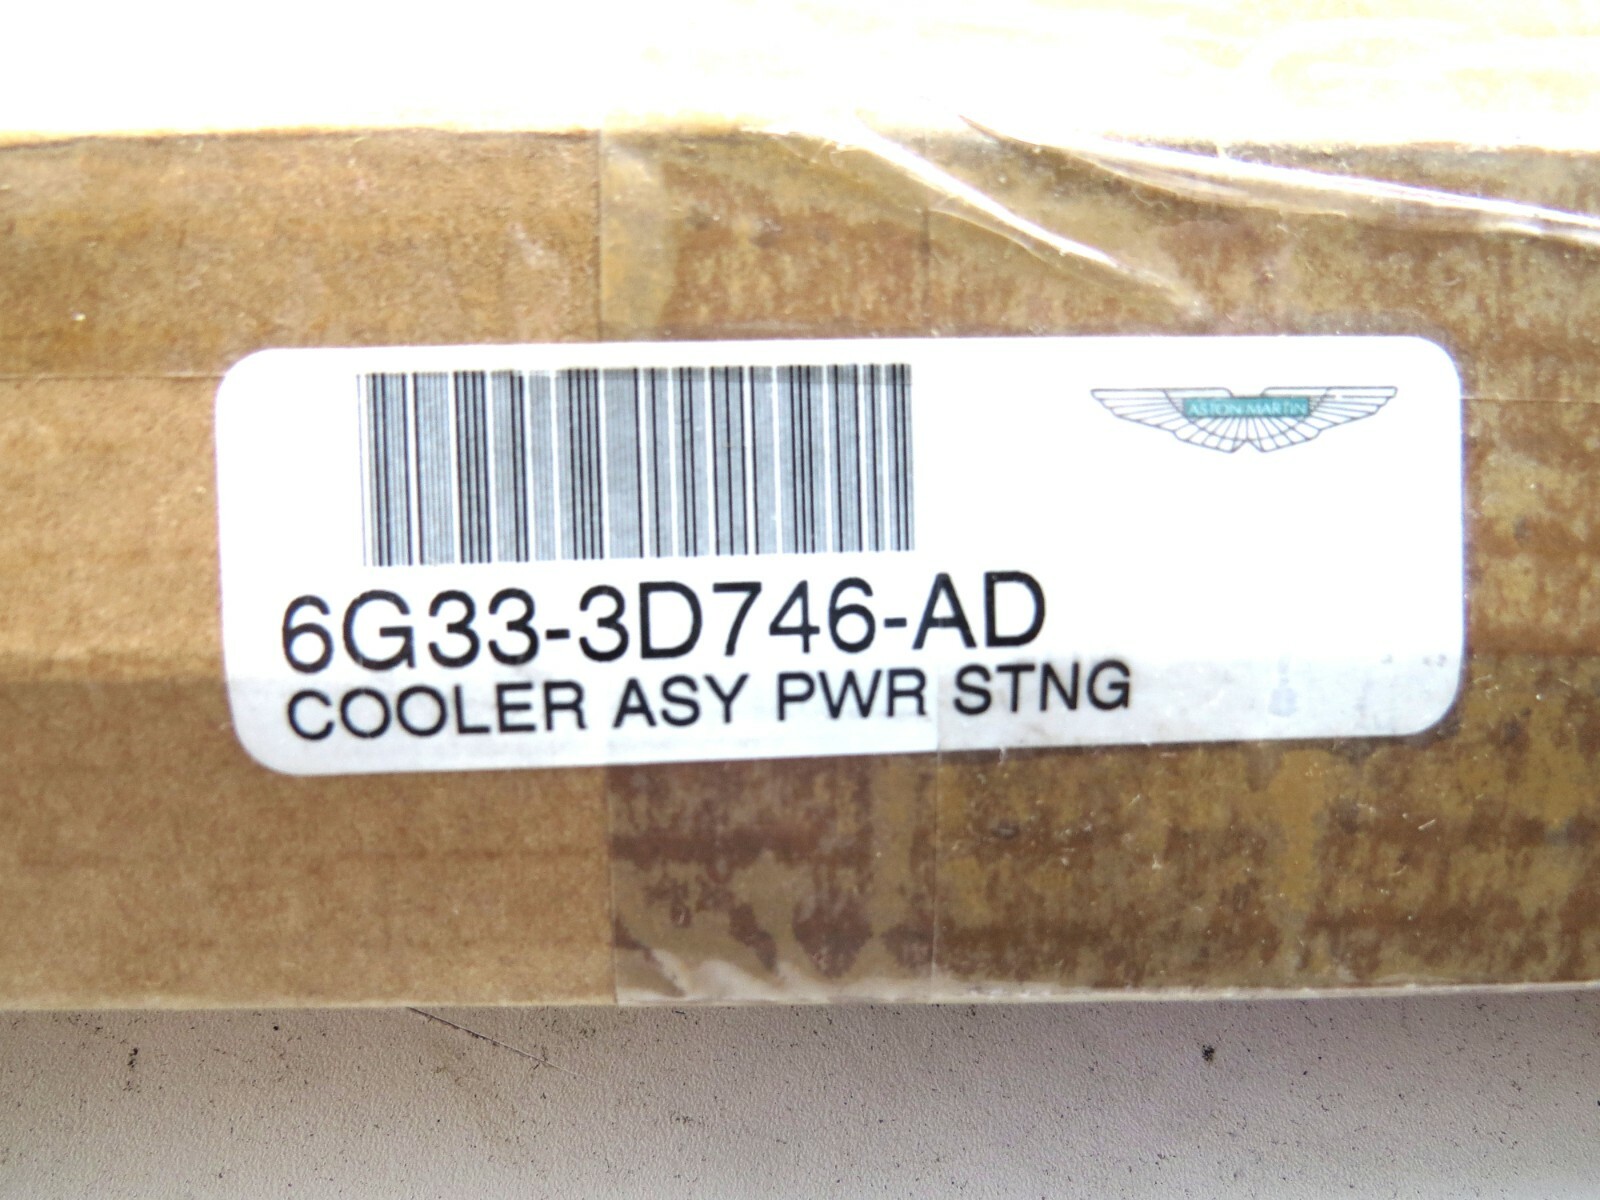 ASTON MARTIN
6G33-3D746-AD
COOLER ASY PWR STNG